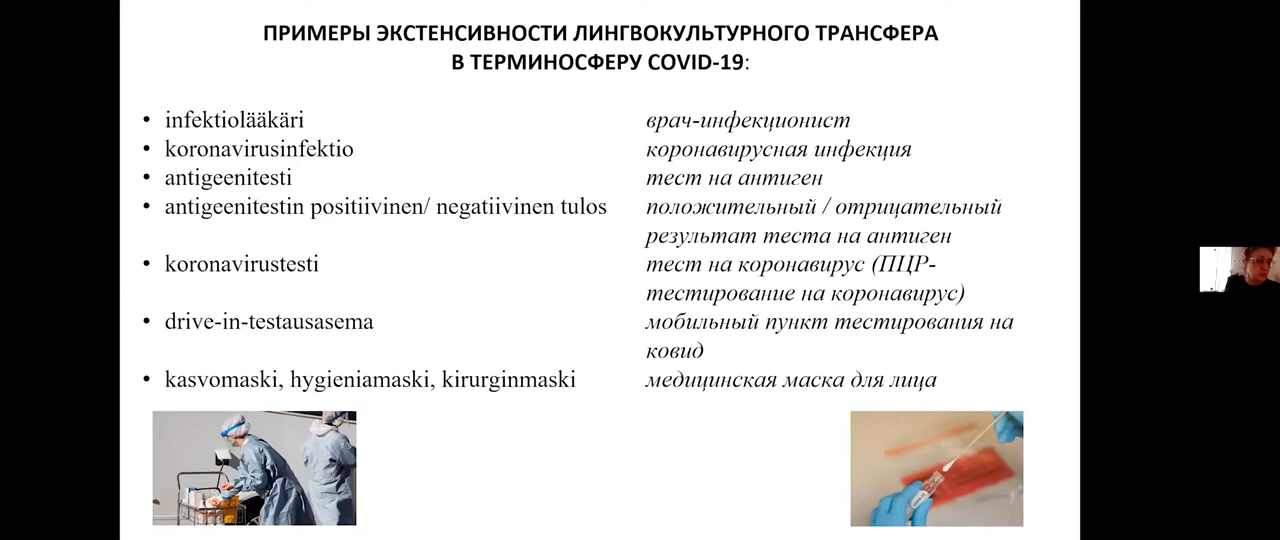 ПРИМЕРЫ ЭКСТЕНСИВНОСТИ ЛИНГВОКУЛЬТУРНОГО ТРАНСФЕРА
В ТЕРМИНОСФЕРУ COVID-19:
• infektiolääkäri врач-инфекционист
• koronavirusinfektio коронавирусная инфекция
• antigeenitesti тест на антиген
• antigeenitestin positiivinen/ negatiivinen tulos положительный / отрицательный
результат теста на антиген
• koronavirustesti тест на коронавирус (ПЦР-
тестирование на коронавирус)
• drive-in-testausasema мобильный пункт тестирования на
ковид
• kasvomaski, hygieniamaski, kirurginmaski медицинская маска для лица